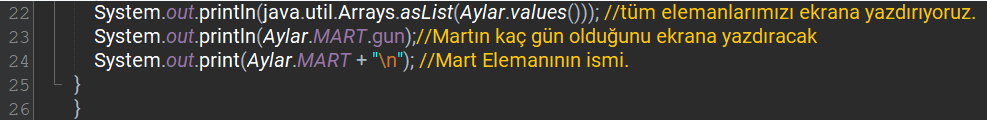 22 System.out.println(java.util.Arrays.asList(Aylar.values())); //tüm elemanlarımızı ekrana yazdırıyoruz.
23 System.out.println(Aylar.MART.gun);//Martın kaç gün olduğunu ekrana yazdıracak
24 System.out.print(Aylar.MART + "\n"); //Mart Elemanının ismi.
25 }
26 }